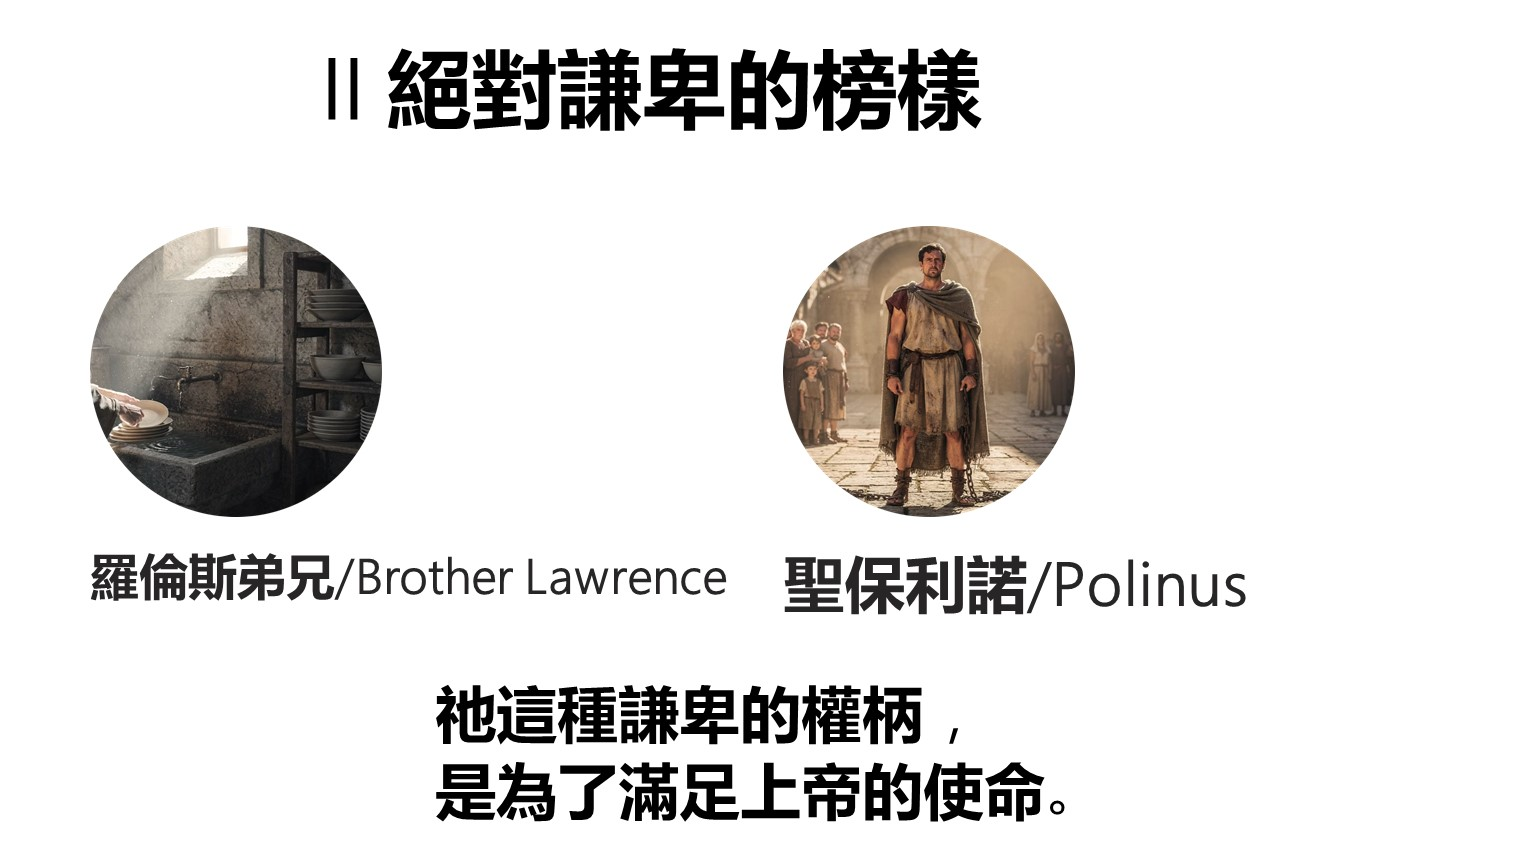 II 絕對謙卑的榜樣
羅倫斯弟兄/Brother Lawrence
聖保利諾/Polinus
祂這種謙卑的權柄，
是為了滿足上帝的使命。